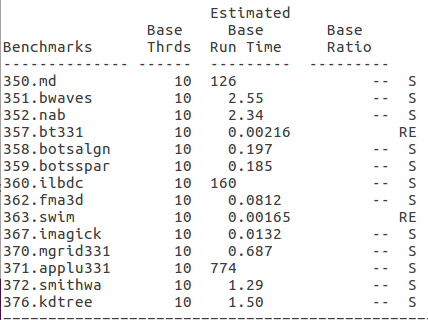 Estimated
                  Base      Base        Base
Benchmarks        Thrds   Run Time      Ratio
-------------- ------  ---------  ---------
350.md               10   126               --  S
351.bwaves           10     2.55            --  S
352.nab              10     2.34            --  S
357.bt331            10     0.00216            RE
358.botsalgn         10     0.197           --  S
359.botsspar         10     0.185           --  S
360.ilbdc            10   160               --  S
362.fma3d            10     0.0812          --  S
363.swim             10     0.00165            RE
367.imagick          10     0.0132          --  S
370.mgrid331         10     0.687           --  S
371.applu331         10   774               --  S
372.smithwa          10     1.29            --  S
376.kdtree           10     1.50            --  S